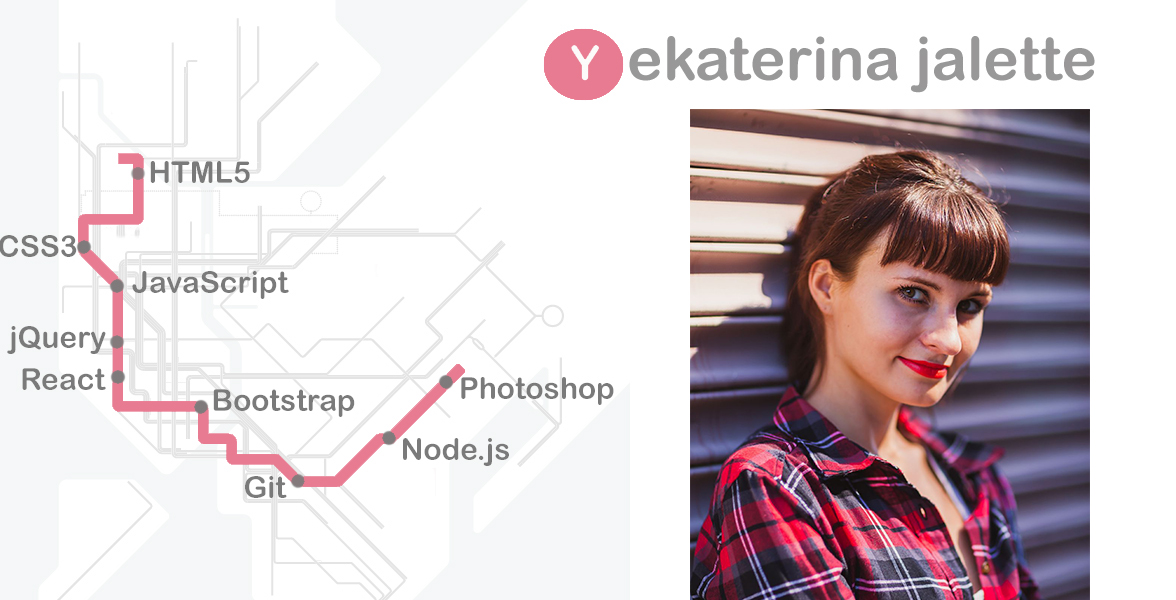 Yekaterina jalette
HTML5
CSS3
JavaScript
jQuery
React
Bootstrap
Photoshop
Node.js
Git